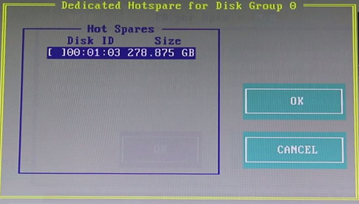 Dedicated Hotspare for Disk Group 0
Hot Spares
Disk ID Size
[ ]00:01:03 278.875 GB
OK
CANCEL